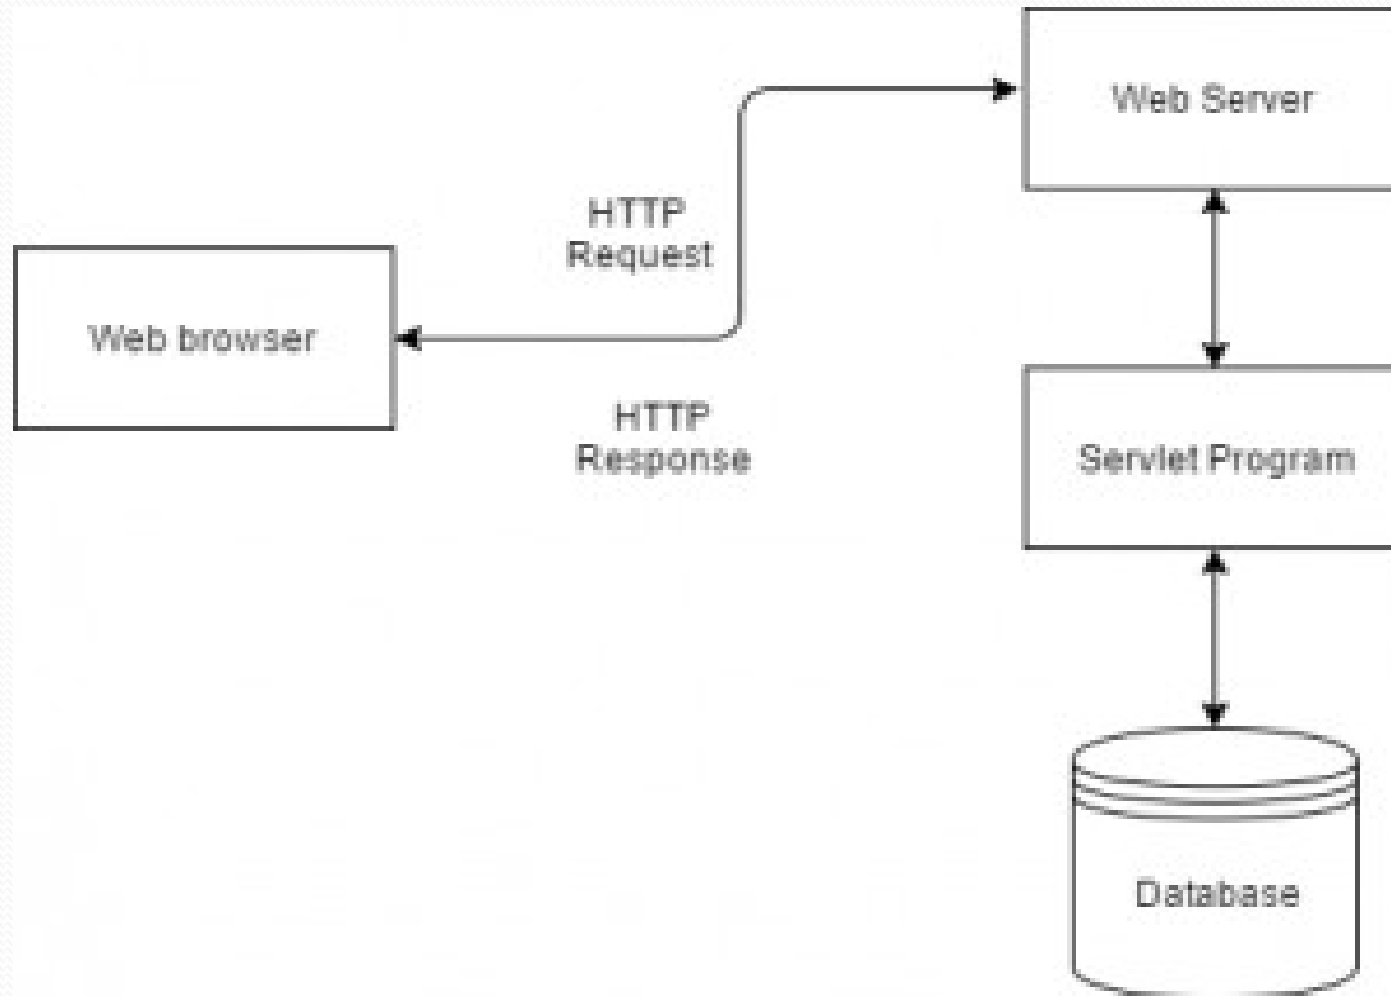 Web Server
HTTP
Request
Web browser
HTTP
Response
Servlet Program
Database